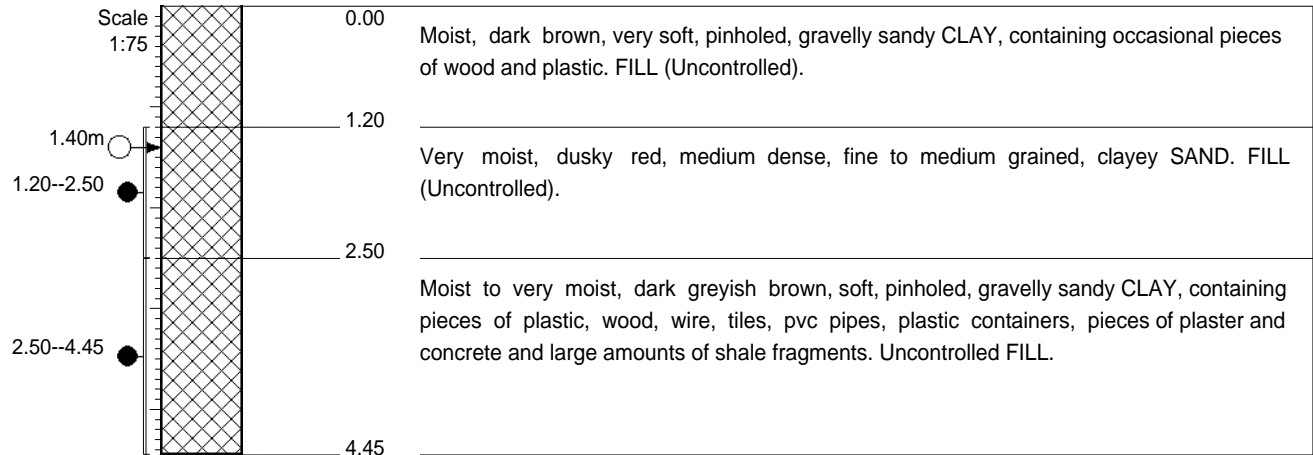 Scale
1:75
0.00
Moist, dark brown, very soft, pinholed, gravelly sandy CLAY, containing occasional pieces
of wood and plastic. FILL (Uncontrolled).
1.20
1.40m
Very moist, dusky red, medium dense, fine to medium grained, clayey SAND. FILL
(Uncontrolled).
1.20--2.50
2.50
Moist to very moist, dark greyish brown, soft, pinholed, gravelly sandy CLAY, containing
pieces of plastic, wood, wire, tiles, pvc pipes, plastic containers, pieces of plaster and
concrete and large amounts of shale fragments. Uncontrolled FILL.
2.50--4.45
4.45